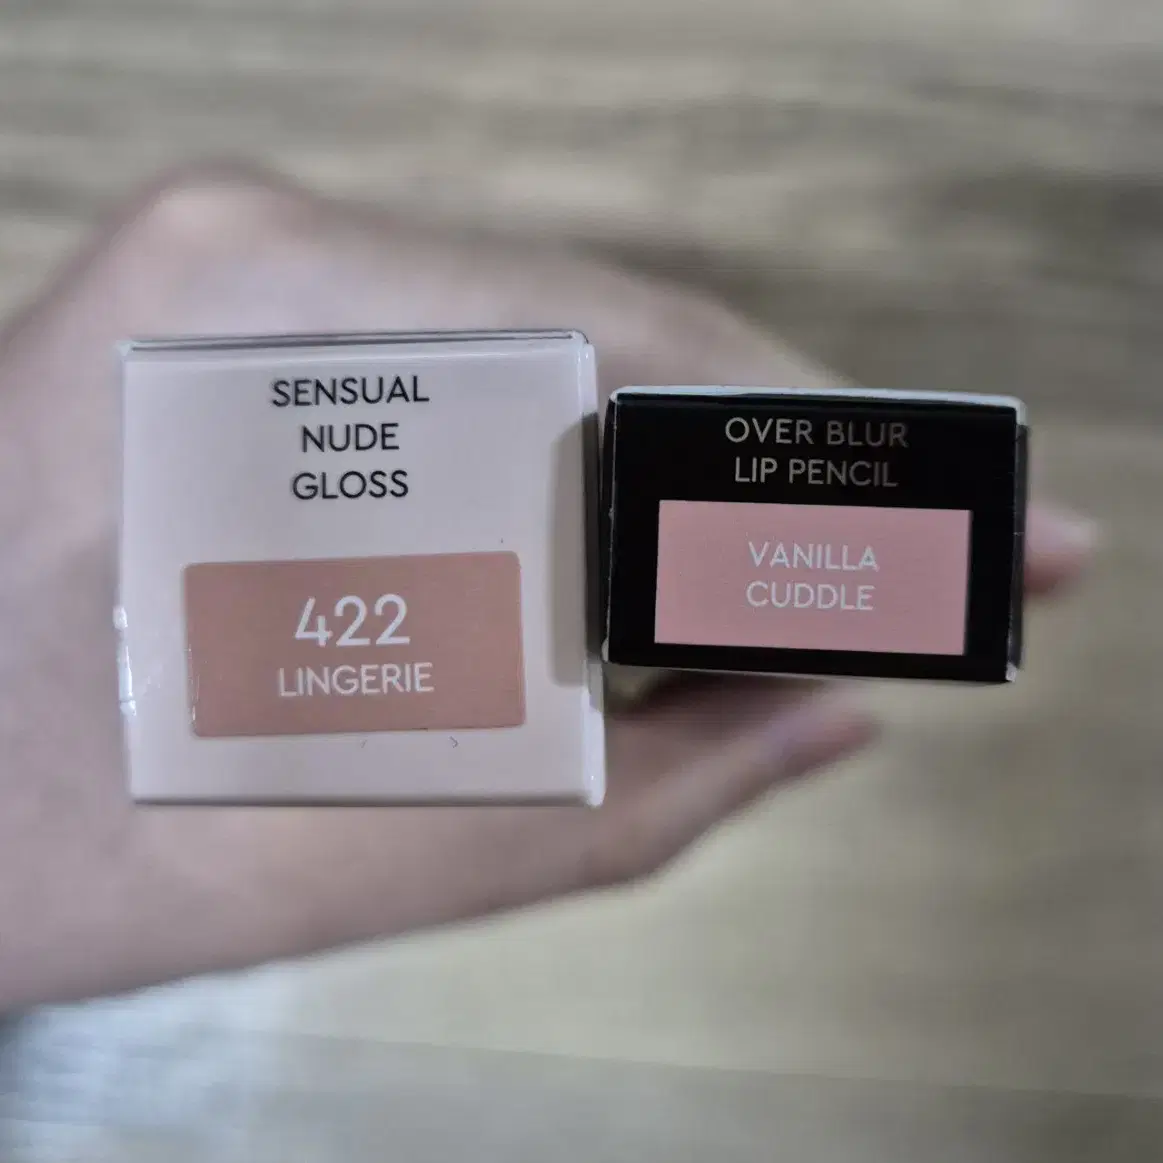 SENSUAL
NUDE
GLOSS
422
LINGERIE
OVER BLUR
LIP PENCIL
VANILLA
CUDDLE